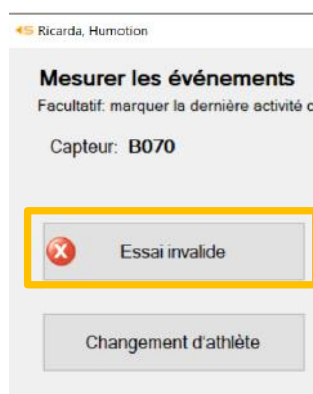 Ricarda, Humotion
Mesurer les événements
Facultatif: marquer la dernière activité
Capteur: B070
Essai invalide
Changement d'athlète